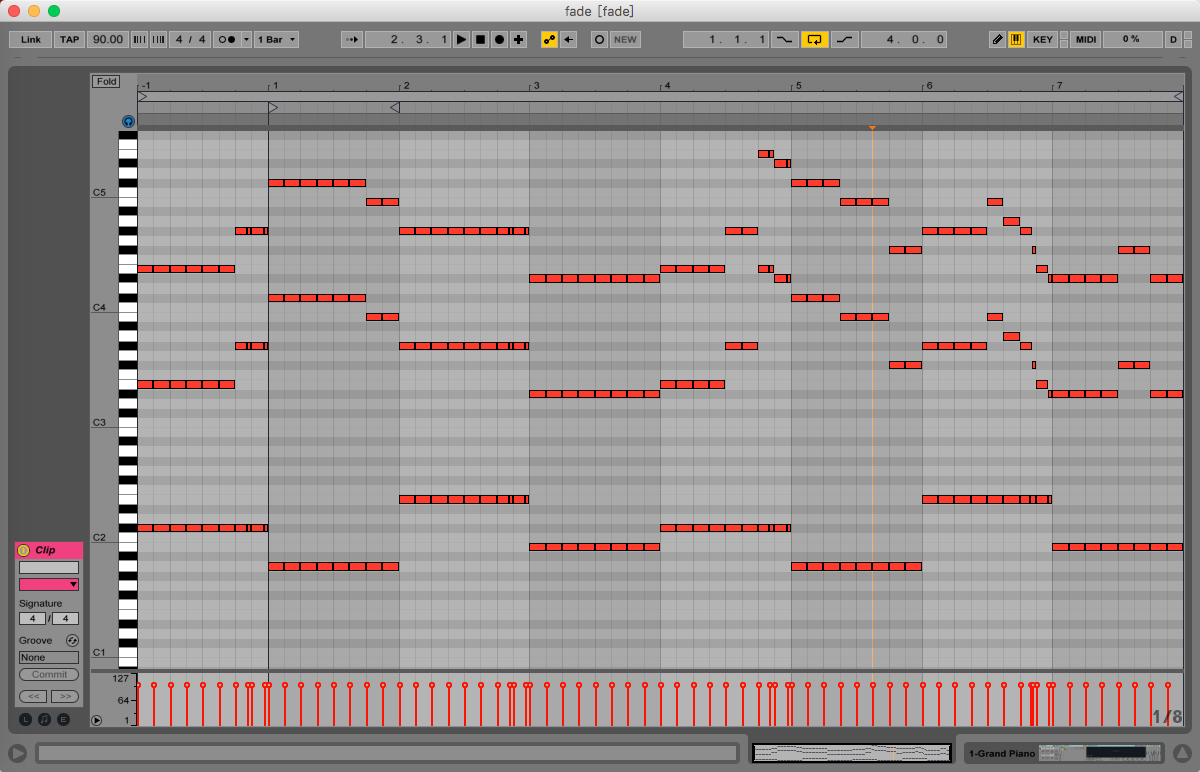 fade [fade]
Link TAP 90.00 4 / 4 1 Bar 2. 3. 1 NEW 1. 1. 1 4. 0. 0 KEY MIDI 0 % D
Fold -1 1 2 3 4 5 6 7
C5
C4
C3
C2
Clip
Signature
4 / 4
Groove
None
C1
Commit
<< >>
127
64
1
L E
1/8
1-Grand Piano